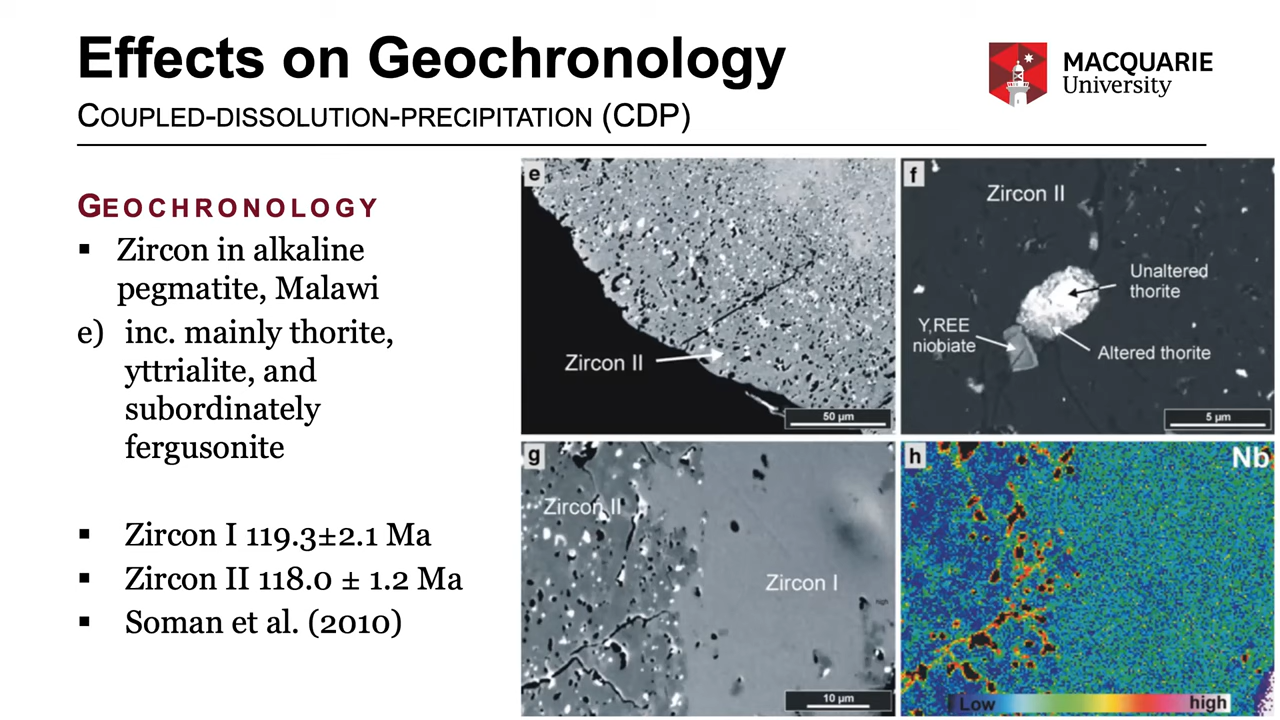 Effects on Geochronology
COUPLED-DISSOLUTION-PRECIPITATION (CDP)
MACQUARIE
University
GEOCHRONOLOGY
▪ Zircon in alkaline
pegmatite, Malawi
e) inc. mainly thorite,
yttrialite, and
subordinately
fergusonite
▪ Zircon I 119.3±2.1 Ma
▪ Zircon II 118.0 ± 1.2 Ma
▪ Soman et al. (2010)
e
Zircon II
50 µm
f
Zircon II
Unaltered
thorite
Y,REE
niobiate
Altered thorite
5 µm
g
Zircon II
Zircon I
10 µm
h
Nb
Low
high